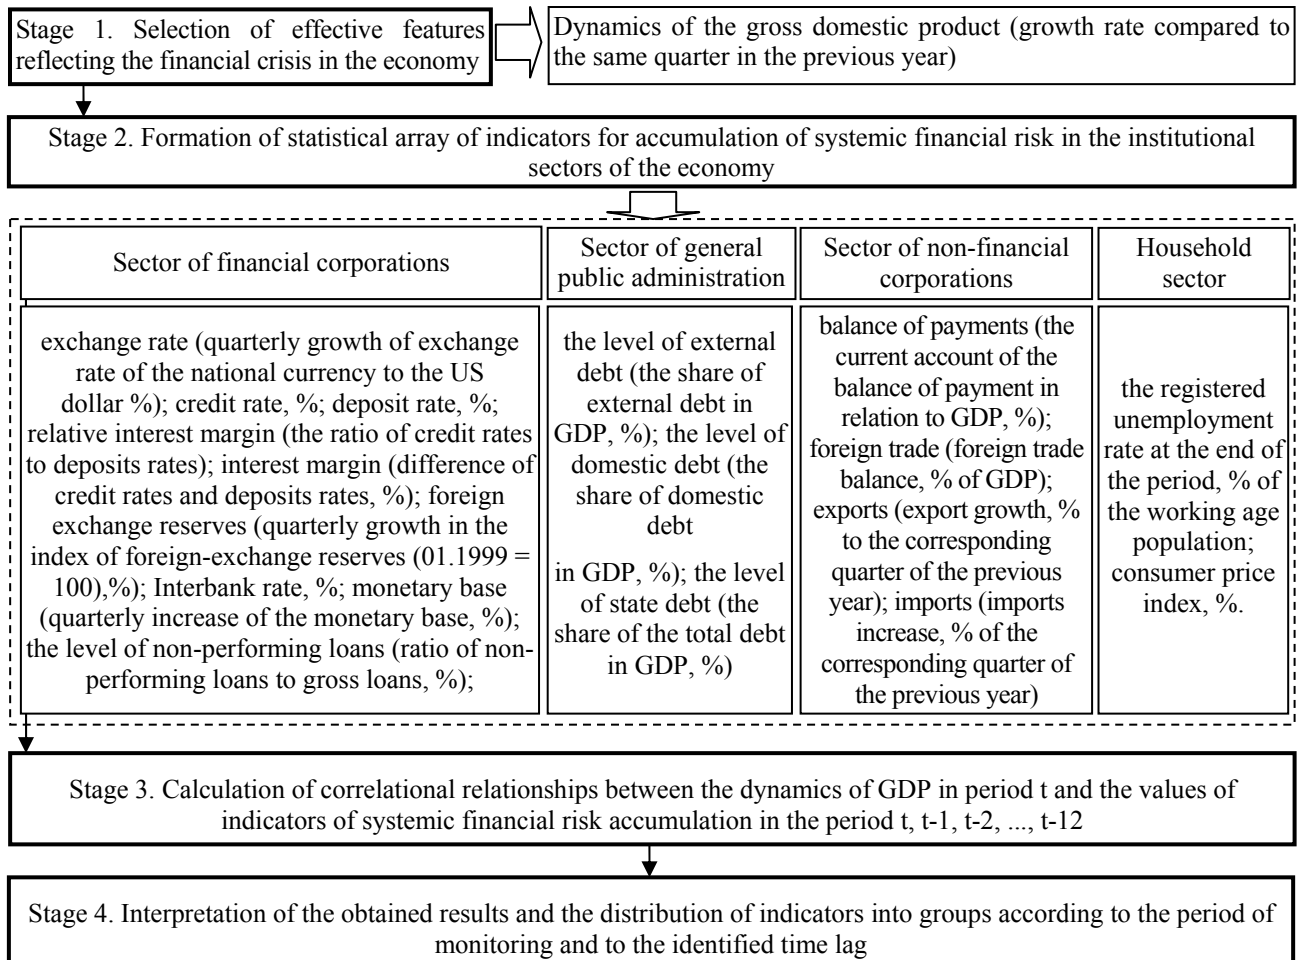 Stage 1. Selection of effective features
reflecting the financial crisis in the economy
Dynamics of the gross domestic product (growth rate compared to
the same quarter in the previous year)
Stage 2. Formation of statistical array of indicators for accumulation of systemic financial risk in the institutional
sectors of the economy
Sector of financial corporations
Sector of general
public administration
Sector of non-financial
corporations
Household
sector
exchange rate (quarterly growth of exchange
rate of the national currency to the US
dollar %); credit rate, %; deposit rate, %;
relative interest margin (the ratio of credit rates
to deposits rates); interest margin (difference of
credit rates and deposits rates, %); foreign
exchange reserves (quarterly growth in the
index of foreign-exchange reserves (01.1999 =
100),%); Interbank rate, %; monetary base
(quarterly increase of the monetary base, %);
the level of non-performing loans (ratio of non-
performing loans to gross loans, %);
the level of external
debt (the share of
external debt in
GDP, %); the level of
domestic debt (the
share of domestic
debt
in GDP, %); the level
of state debt (the
share of the total debt
in GDP, %)
balance of payments (the
current account of the
balance of payment in
relation to GDP, %);
foreign trade (foreign trade
balance, % of GDP);
exports (export growth, %
to the corresponding
quarter of the previous
year); imports (imports
increase, % of the
corresponding quarter of
the previous year)
the registered
unemployment
rate at the end of
the period, % of
the working age
population;
consumer price
index, %.
Stage 3. Calculation of correlational relationships between the dynamics of GDP in period t and the values of
indicators of systemic financial risk accumulation in the period t, t-1, t-2, ..., t-12
Stage 4. Interpretation of the obtained results and the distribution of indicators into groups according to the period of
monitoring and to the identified time lag